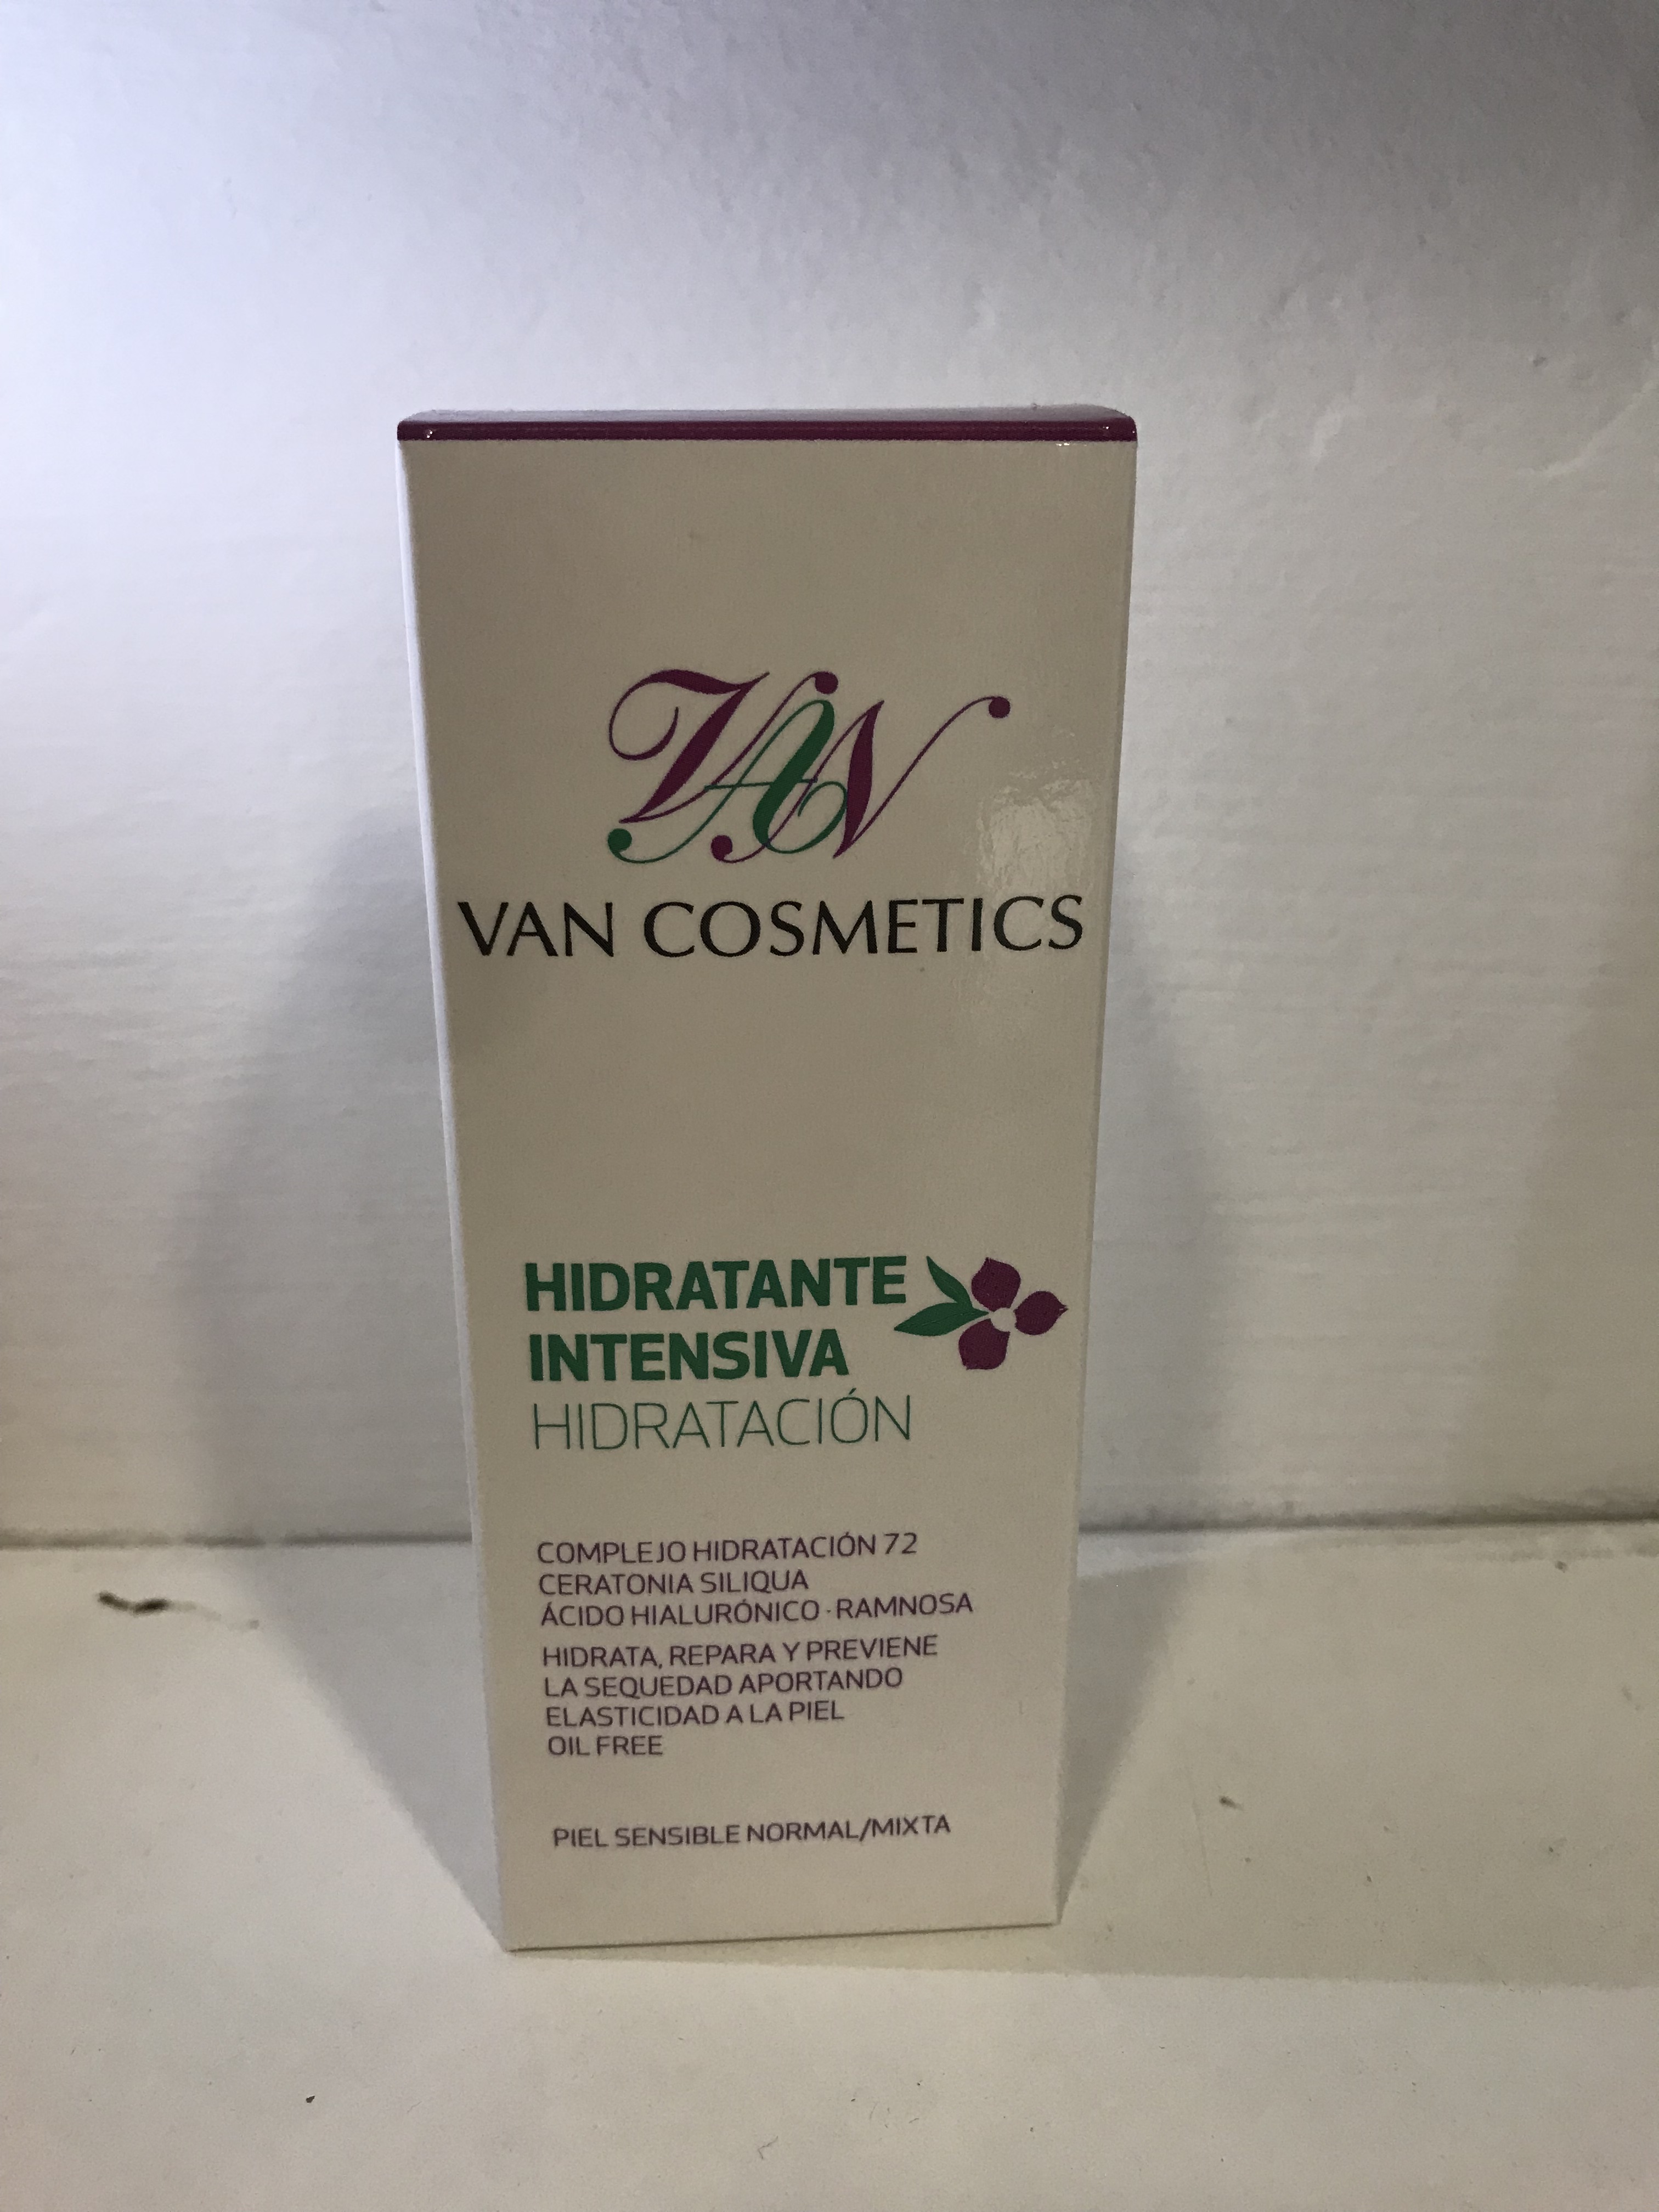 VAN
VAN COSMETICS
HIDRATANTE
INTENSIVA
HIDRATACIÓN
COMPLEJO HIDRATACIÓN 72
CERATONIA SILIQUA
ÁCIDO HIALURÓNICO · RAMNOSA
HIDRATA, REPARA Y PREVIENE
LA SEQUEDAD APORTANDO
ELASTICIDAD A LA PIEL
OIL FREE
PIEL SENSIBLE NORMAL/MIXTA